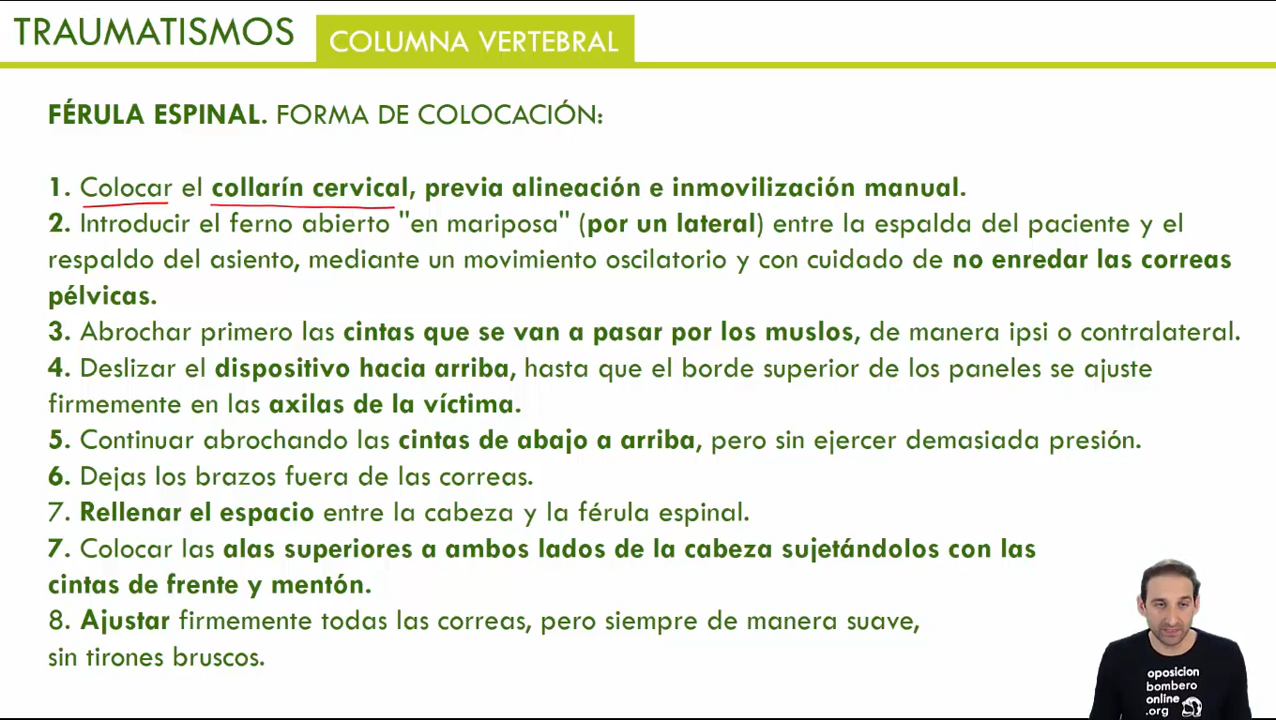 TRAUMATISMOS
COLUMNA VERTEBRAL
FÉRULA ESPINAL. FORMA DE COLOCACIÓN:
1. Colocar el collarín cervical, previa alineación e inmovilización manual.
2. Introducir el ferno abierto "en mariposa" (por un lateral) entre la espalda del paciente y el
respaldo del asiento, mediante un movimiento oscilatorio y con cuidado de no enredar las correas
pélvicas.
3. Abrochar primero las cintas que se van a pasar por los muslos, de manera ipsi o contralateral.
4. Deslizar el dispositivo hacia arriba, hasta que el borde superior de los paneles se ajuste
firmemente en las axilas de la víctima.
5. Continuar abrochando las cintas de abajo a arriba, pero sin ejercer demasiada presión.
6. Dejas los brazos fuera de las correas.
7. Rellenar el espacio entre la cabeza y la férula espinal.
7. Colocar las alas superiores a ambos lados de la cabeza sujetándolos con las
cintas de frente y mentón.
8. Ajustar firmemente todas las correas, pero siempre de manera suave,
sin tirones bruscos.
oposicion
bombero
online
.org